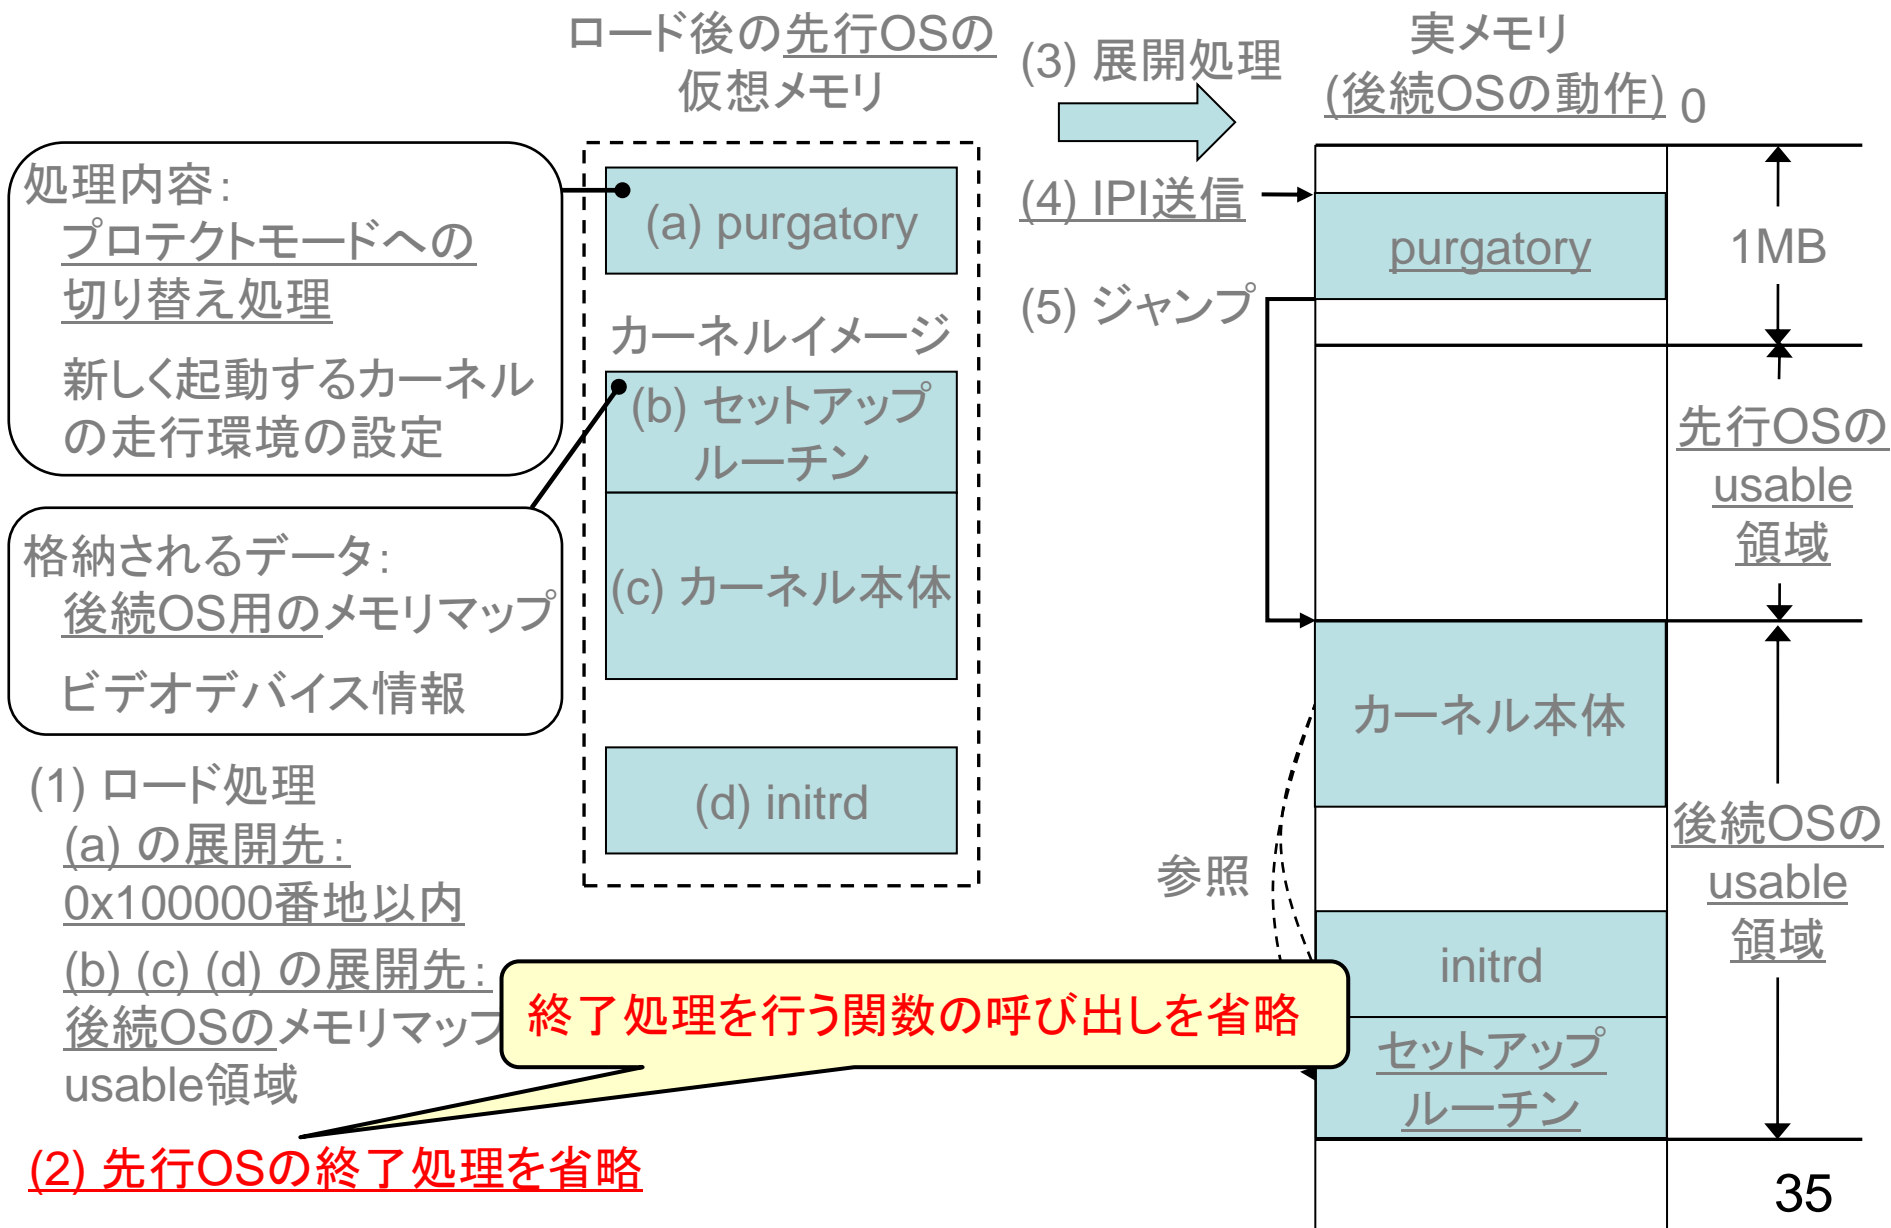 ロード後の先行OSの
仮想メモリ
(3) 展開処理
実メモリ
(後続OSの動作)
0
処理内容：
プロテクトモードへの
切り替え処理
新しく起動するカーネル
の走行環境の設定
(a) purgatory
(4) IPI送信
purgatory
1MB
(5) ジャンプ
カーネルイメージ
(b) セットアップ
ルーチン
先行OSの
usable
領域
格納されるデータ：
後続OS用のメモリマップ
ビデオデバイス情報
(c) カーネル本体
カーネル本体
(1) ロード処理
(a) の展開先：
0x100000番地以内
(b) (c) (d) の展開先：
後続OSのメモリマップ
usable領域
(d) initrd
参照
後続OSの
usable
領域
initrd
セットアップ
ルーチン
終了処理を行う関数の呼び出しを省略
(2) 先行OSの終了処理を省略
35